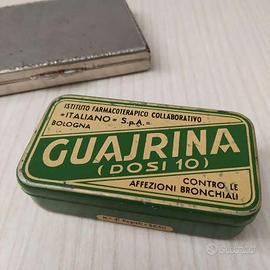 ISTITUTO FARMACOTERAPICO COLLABORATIVO
=ITALIANO= S.p.A.=
BOLOGNA
GUAJRINA
(DOSI 10)
CONTRO LE
AFFEZIONI BRONCHIALI